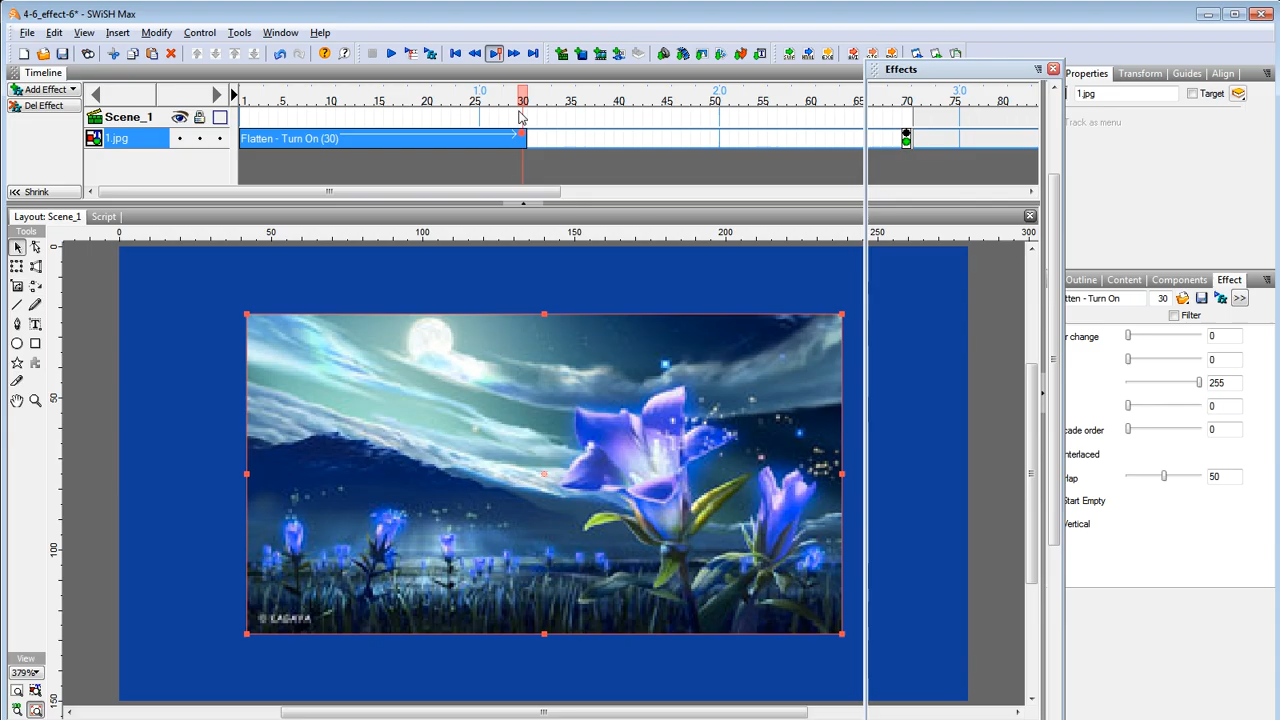 4-6_effect-6* - SWiSH Max
File Edit View Insert Modify Control Tools Window Help
Timeline
Effects
Properties Transform Guides Align
Add Effect
Del Effect
Shrink
1 5 10 15 20 25 30 35 40 45 50 55 60 65 70 75 80
1.0 2.0 3.0
Scene_1
1.jpg
Flatten - Turn On (30)
1.jpg Target
Track as menu
Layout: Scene_1 Script
Tools
0 50 100 150 200 250 300
0
50
100
150
Outline Content Components Effect
tten - Turn On 30 >>
Filter
r change 0
0
255
0
cade order 0
nterlaced
lap 50
Start Empty
Vertical
© KAGAYA
View
379%